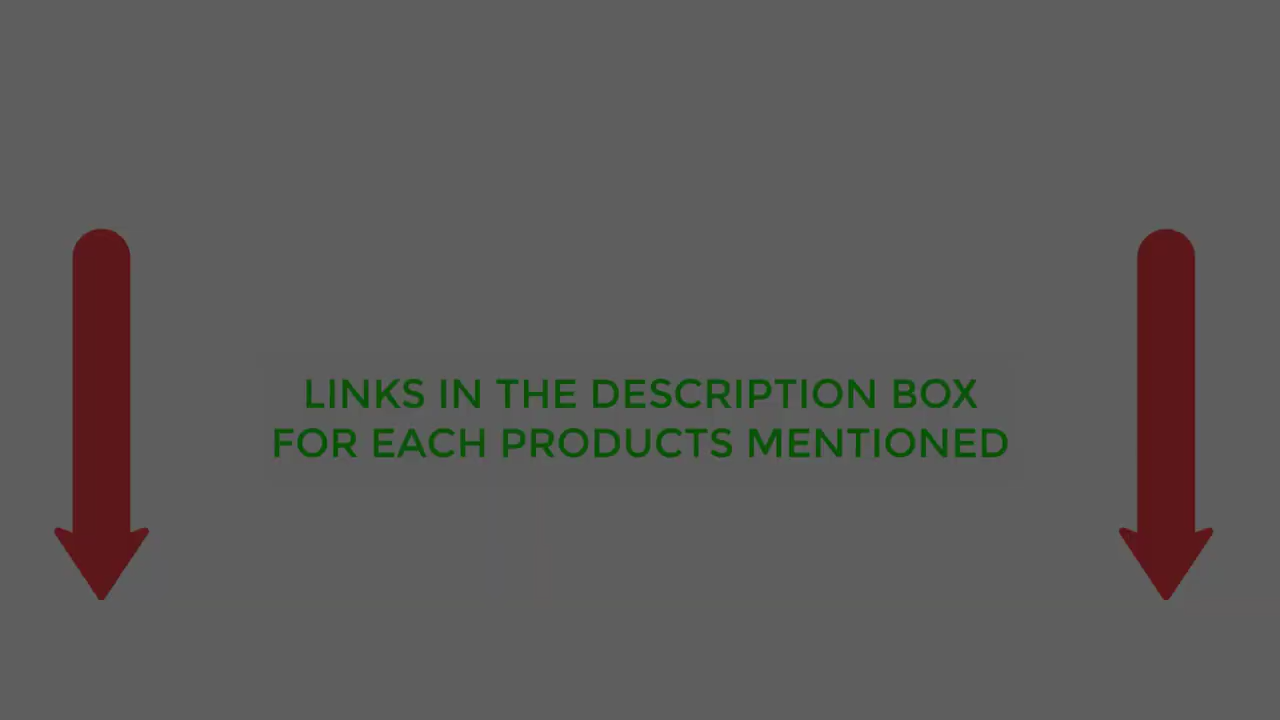 LINKS IN THE DESCRIPTION BOX
FOR EACH PRODUCTS MENTIONED